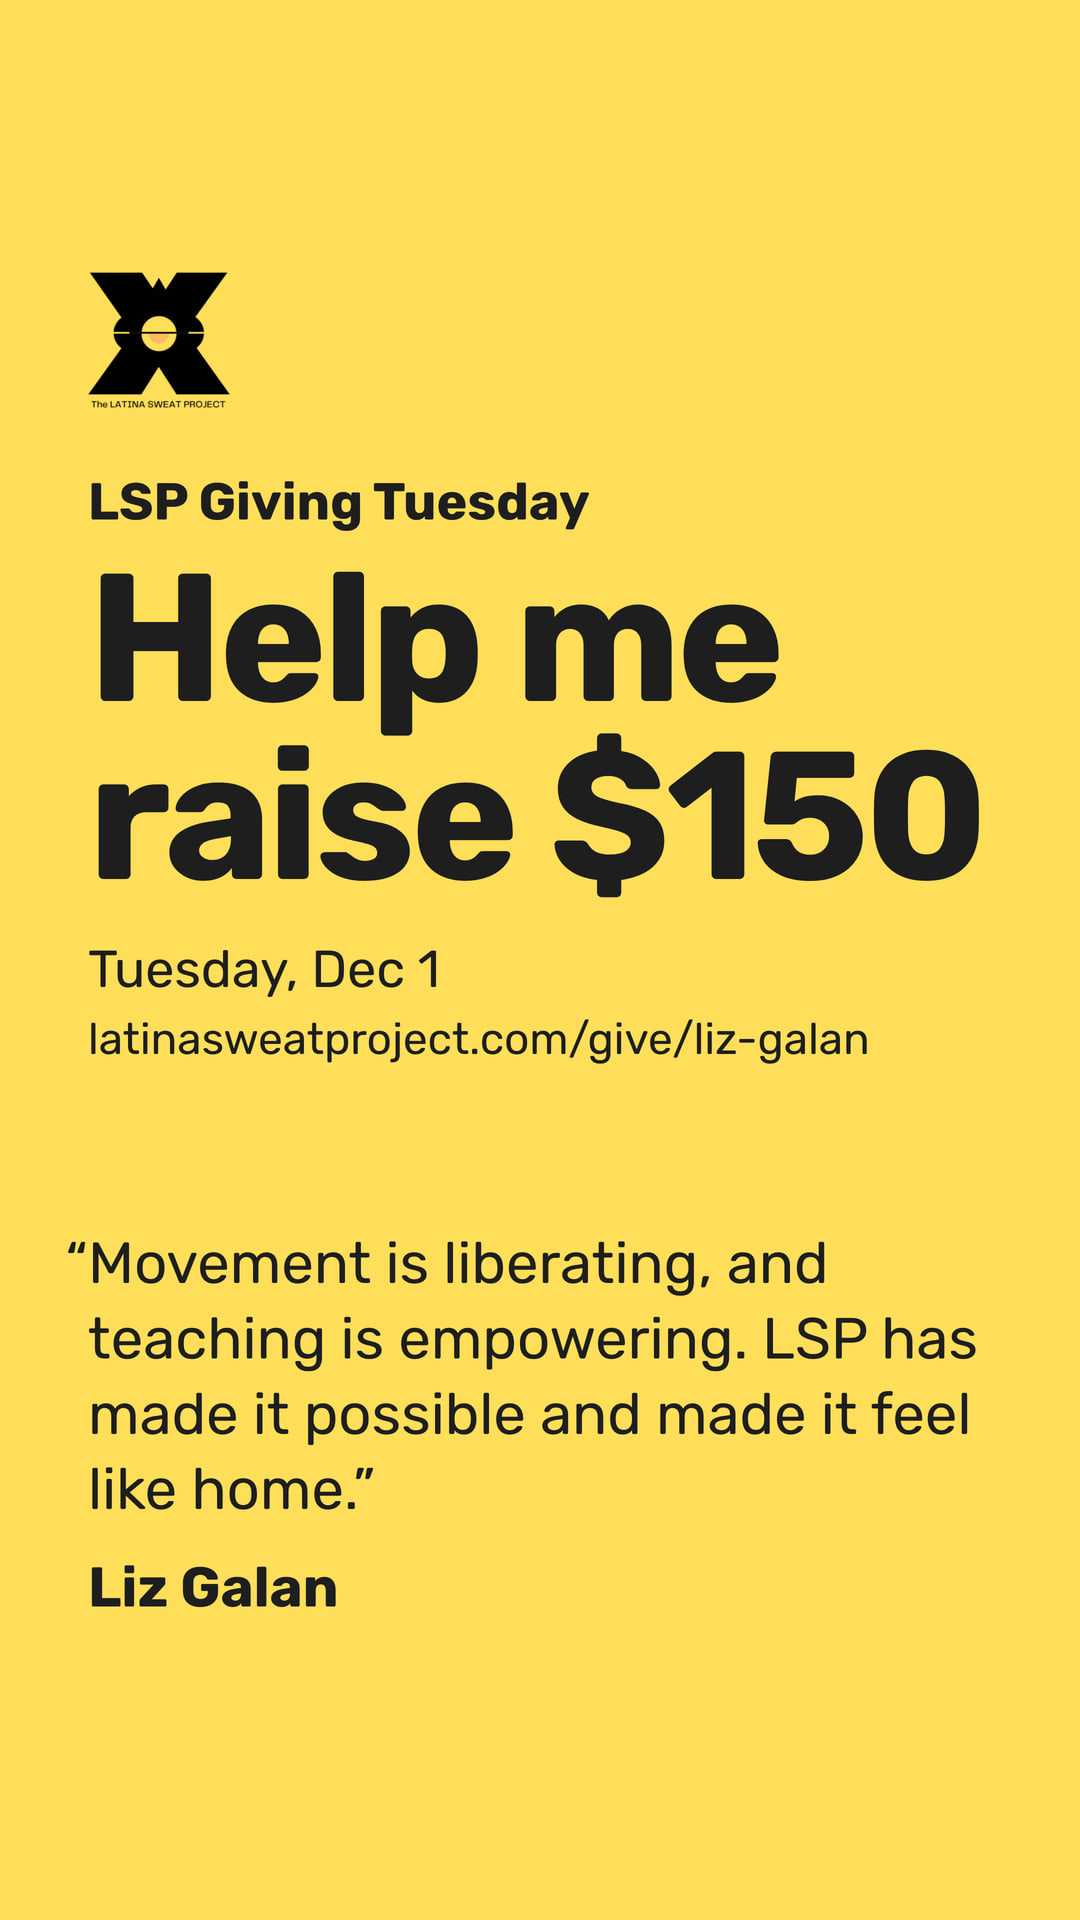 The LATINA SWEAT PROJECT
LSP Giving Tuesday
Help me
raise $150
Tuesday, Dec 1
latinasweatproject.com/give/liz-galan
“Movement is liberating, and
teaching is empowering. LSP has
made it possible and made it feel
like home.”
Liz Galan